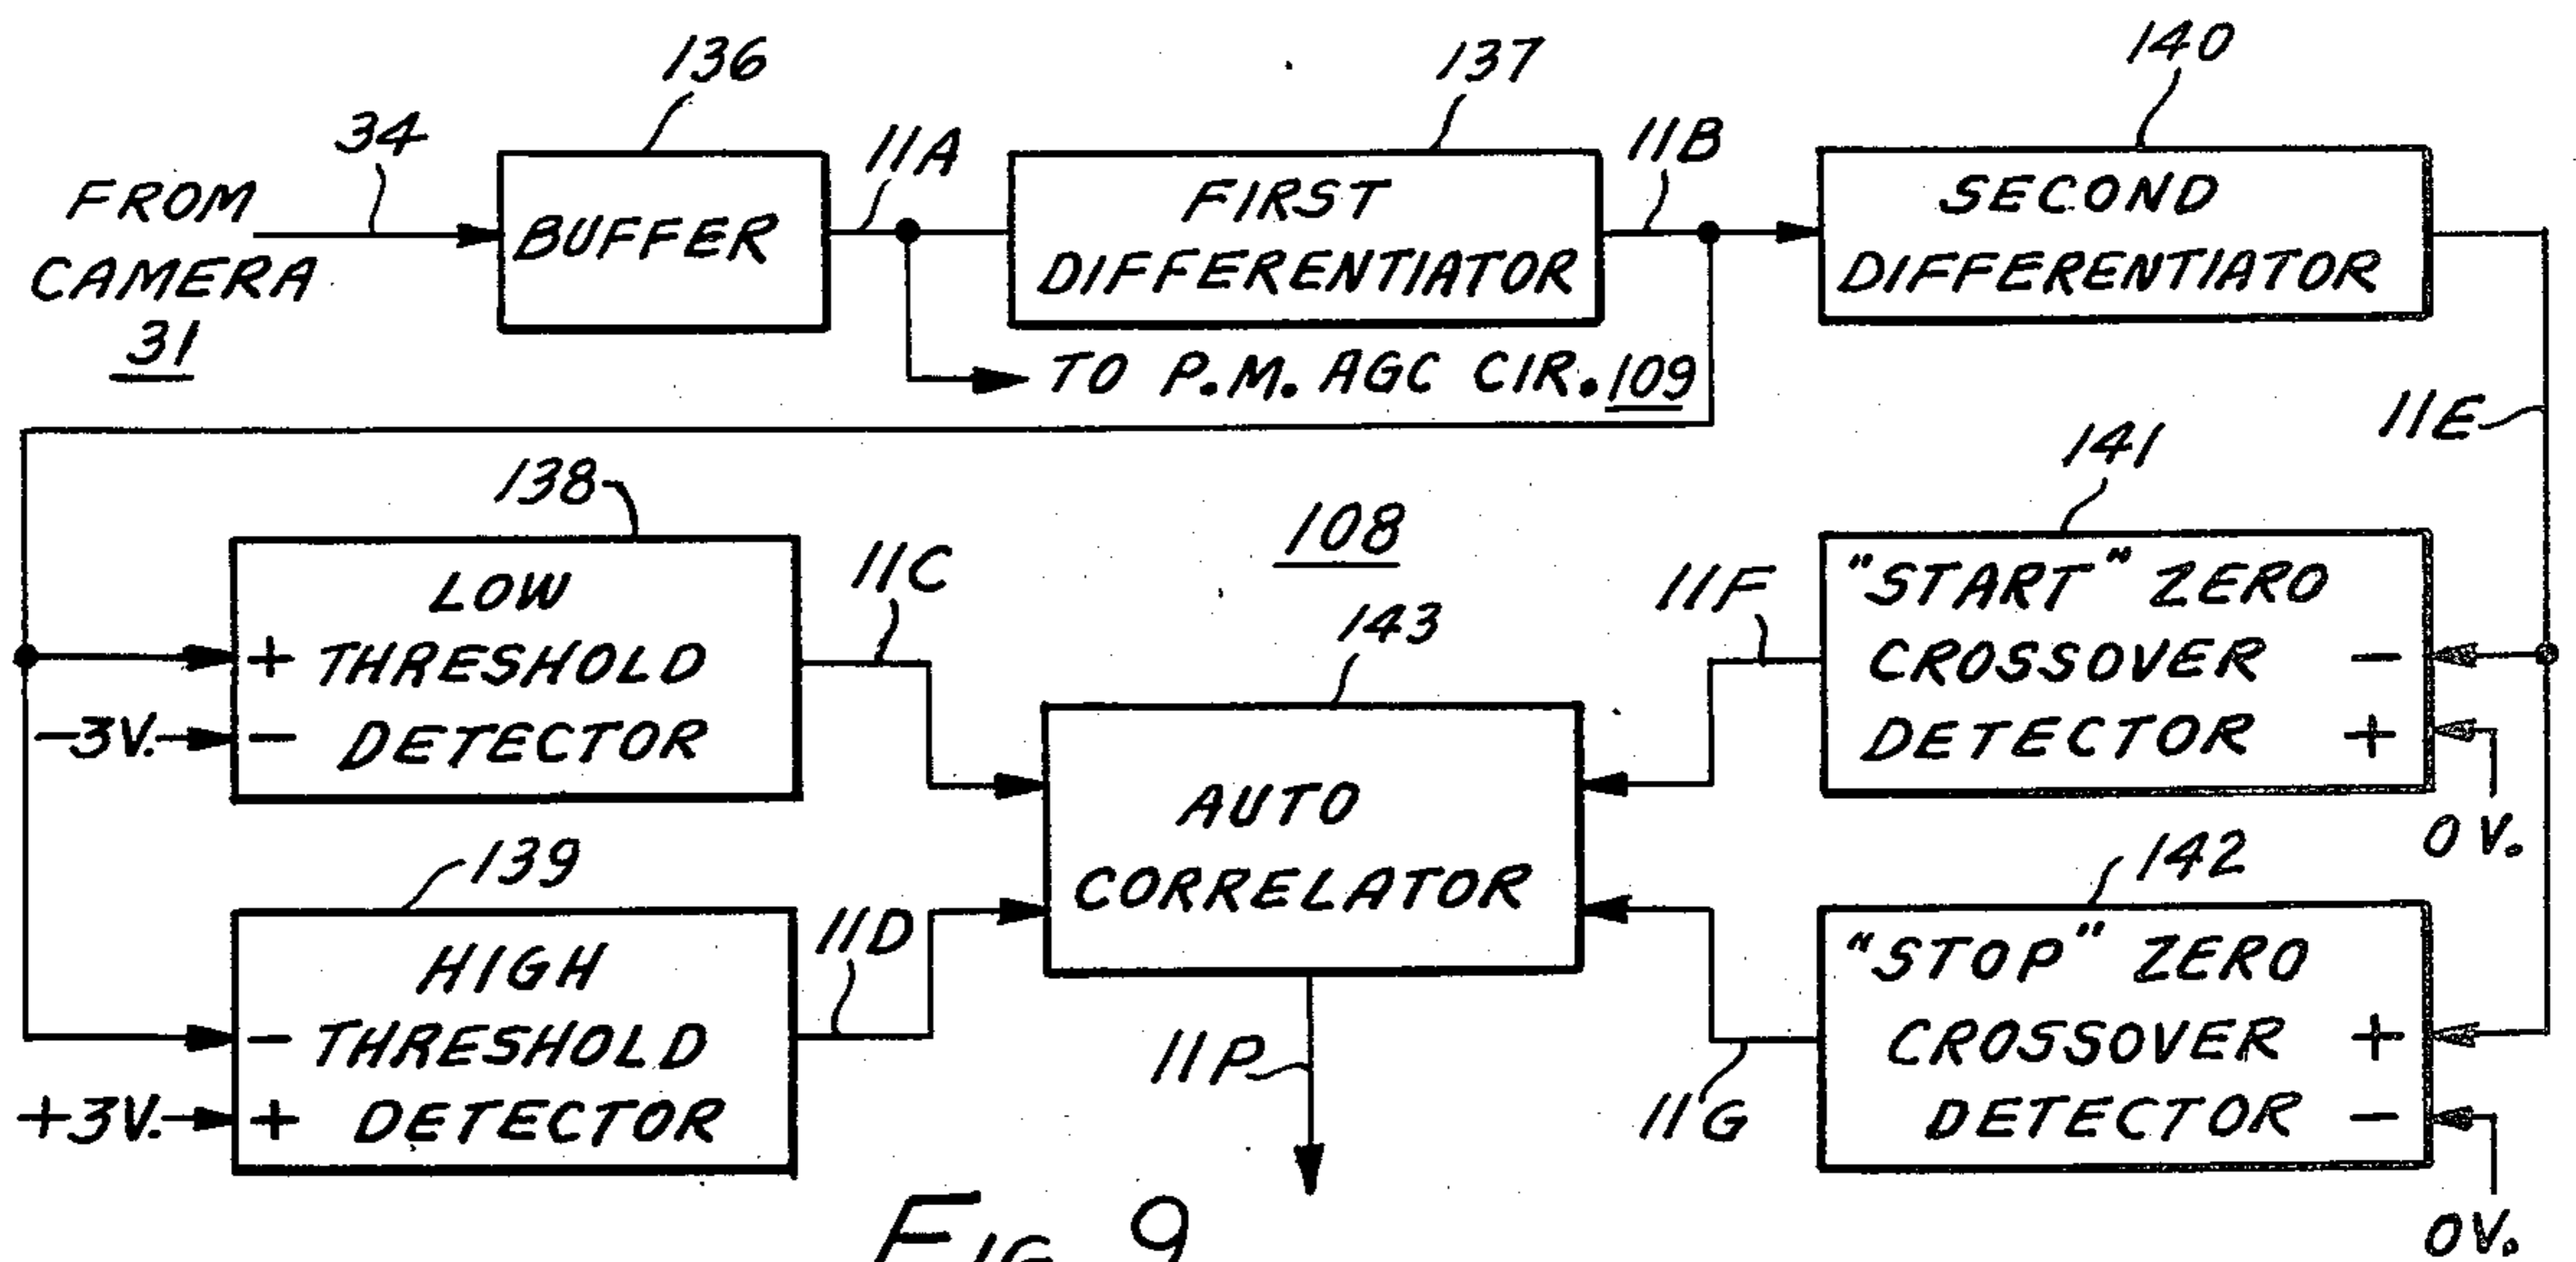 136
137
140
34
11A
11B
FROM
CAMERA
31
BUFFER
FIRST
DIFFERENTIATOR
SECOND
DIFFERENTIATOR
TO P.M. AGC CIR. 109
11E
138
108
141
LOW
+ THRESHOLD
-3V. - DETECTOR
11C
143
11F
"START" ZERO
CROSSOVER -
DETECTOR +
0 V.
AUTO
CORRELATOR
139
142
HIGH
- THRESHOLD
+3V. + DETECTOR
11D
11P
11G
"STOP" ZERO
CROSSOVER +
DETECTOR -
0V.
FIG 9